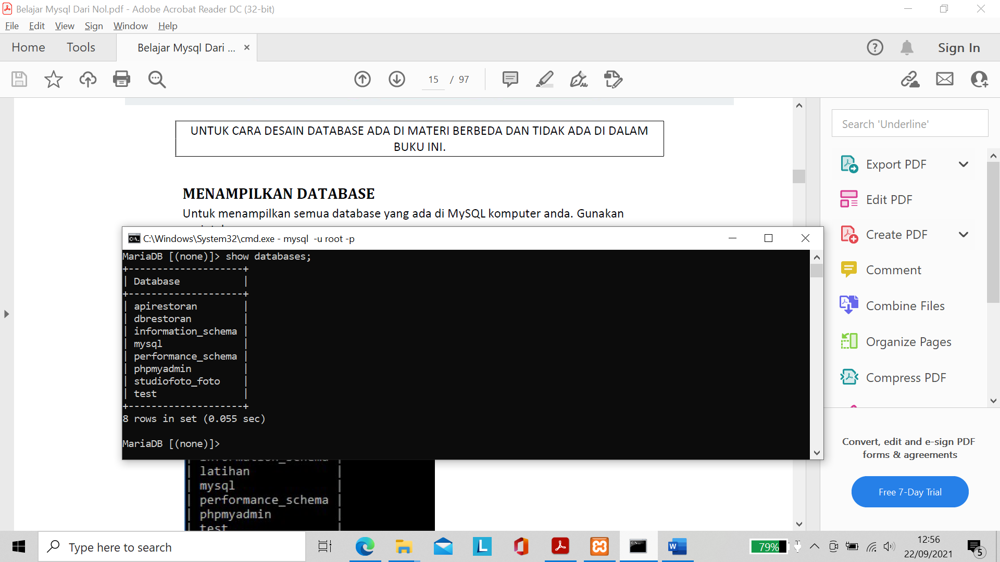 Belajar Mysql Dari Nol.pdf - Adobe Acrobat Reader DC (32-bit)
File Edit View Sign Window Help
Home Tools Belajar Mysql Dari ... × Sign In
15 / 97
UNTUK CARA DESAIN DATABASE ADA DI MATERI BERBEDA DAN TIDAK ADA DI DALAM
BUKU INI.
MENAMPILKAN DATABASE
Untuk menampilkan semua database yang ada di MySQL komputer anda. Gunakan
C:\Windows\System32\cmd.exe - mysql  -u root -p
MariaDB [(none)]> show databases;
+--------------------+
| Database           |
+--------------------+
| apirestoran        |
| dbrestoran         |
| information_schema |
| mysql              |
| performance_schema |
| phpmyadmin         |
| studiofoto_foto    |
| test               |
+--------------------+
8 rows in set (0.055 sec)
MariaDB [(none)]>
| information_schema |
| latihan            |
| mysql              |
| performance_schema |
| phpmyadmin         |
| test               |
Search 'Underline'
Export PDF
Edit PDF
Create PDF
Comment
Combine Files
Organize Pages
Compress PDF
Convert, edit and e-sign PDF
forms & agreements
Free 7-Day Trial
Type here to search
79%
12:56
22/09/2021
5